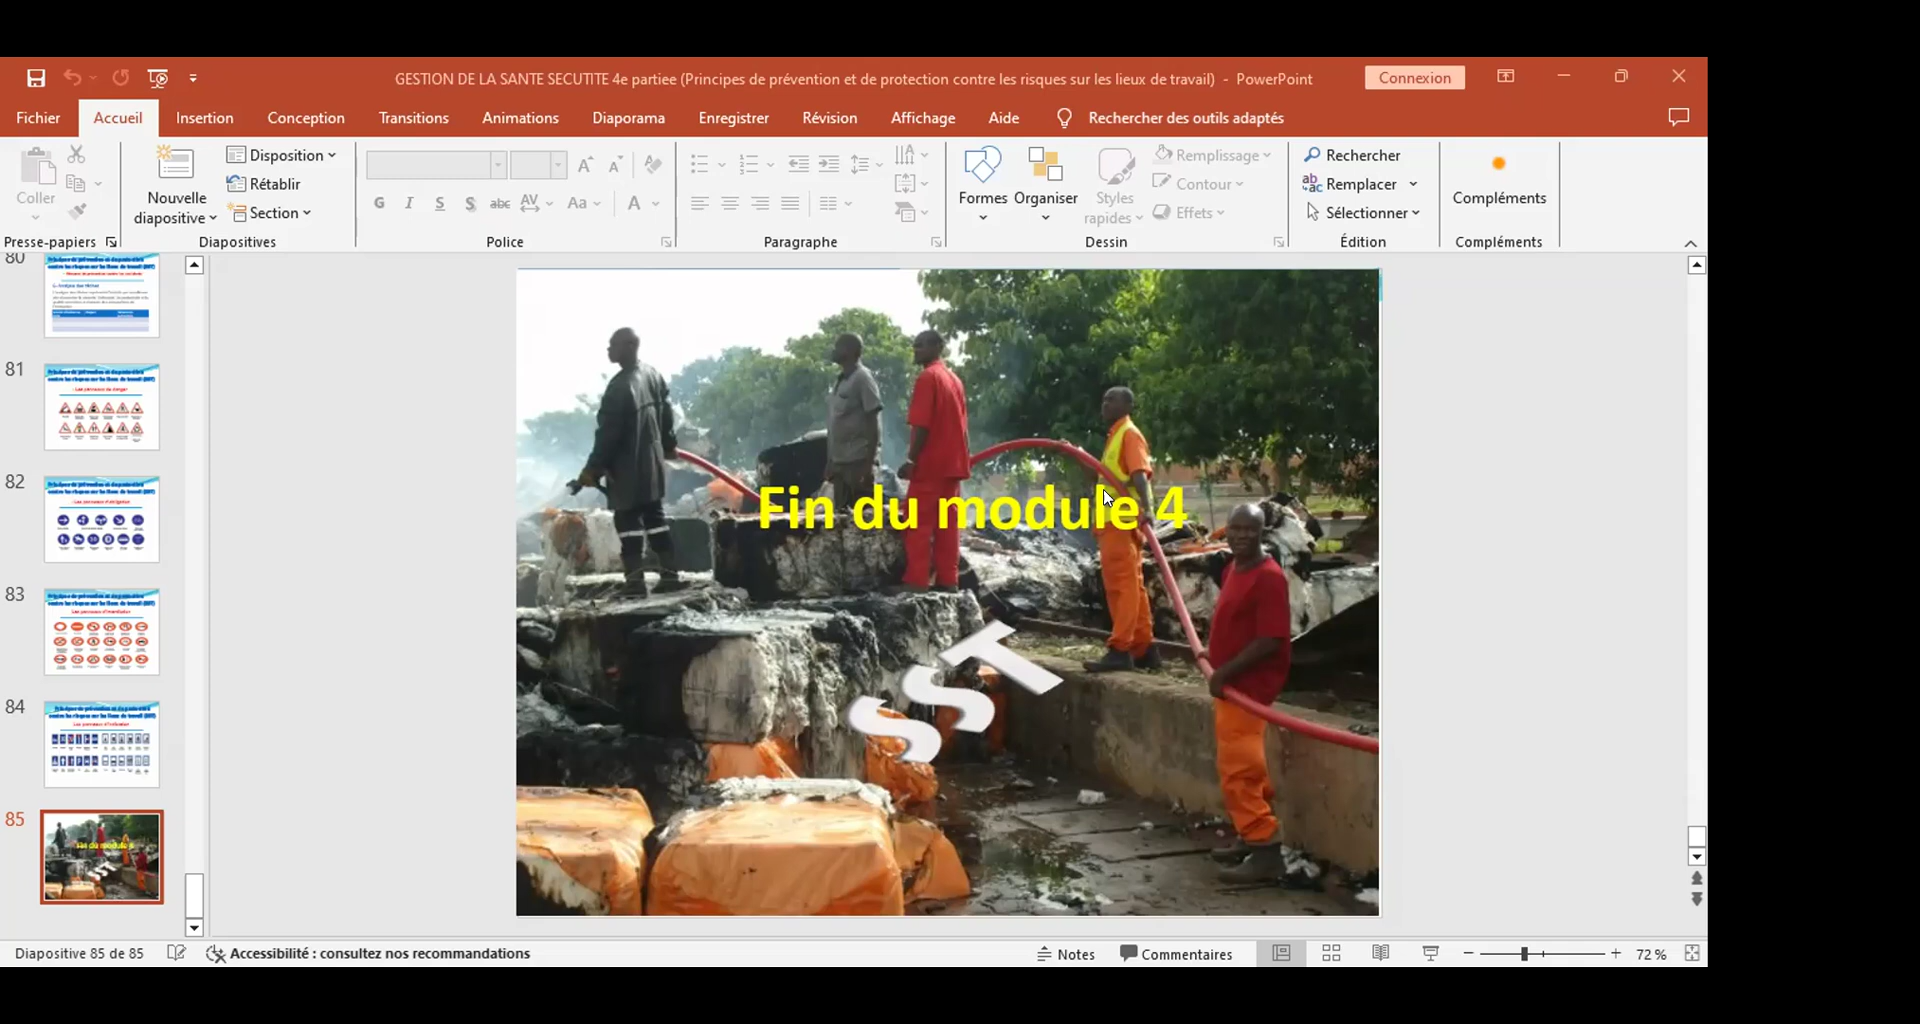 GESTION DE LA SANTE SECUTITE 4e partiee (Principes de prévention et de protection contre les risques sur les lieux de travail) - PowerPoint
Connexion
Fichier Accueil Insertion Conception Transitions Animations Diaporama Enregistrer Révision Affichage Aide Rechercher des outils adaptés
Coller
Presse-papiers
Nouvelle diapositive
Disposition
Rétablir
Section
Diapositives
G I S S abc AV Aa A
Police
Paragraphe
Formes
Organiser
Styles rapides
Remplissage
Contour
Effets
Dessin
Rechercher
Remplacer
Sélectionner
Édition
Compléments
Compléments
80
81
82
83
84
85
Fin du module 4
SST
Diapositive 85 de 85
Accessibilité : consultez nos recommandations
Notes
Commentaires
72 %